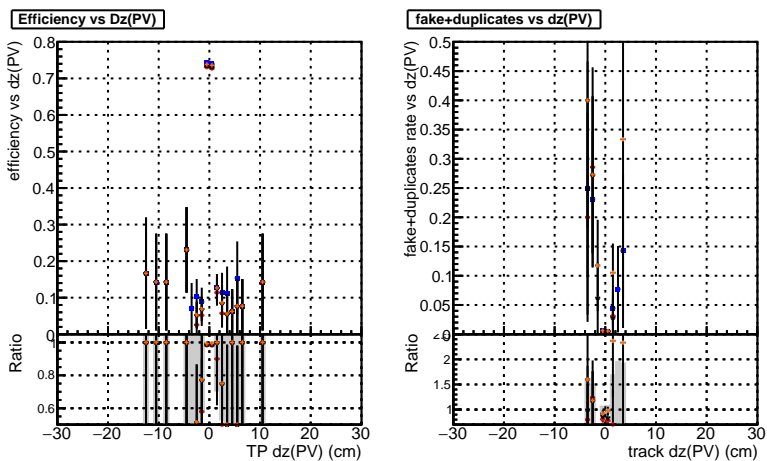 Efficiency vs Dz(PV)
efficiency vs dz(PV)
0.8
0.7
0.6
0.5
0.4
0.3
0.2
0.1
0
Ratio
1
0.8
0.6
−30 −20 −10 0 10 20 30
TP dz(PV) (cm)
fake+duplicates vs dz(PV)
fake+duplicates rate vs dz(PV)
0.5
0.45
0.4
0.35
0.3
0.25
0.2
0.15
0.1
0.05
0
Ratio
2
1.5
1
−30 −20 −10 0 10 20 30
track dz(PV) (cm)